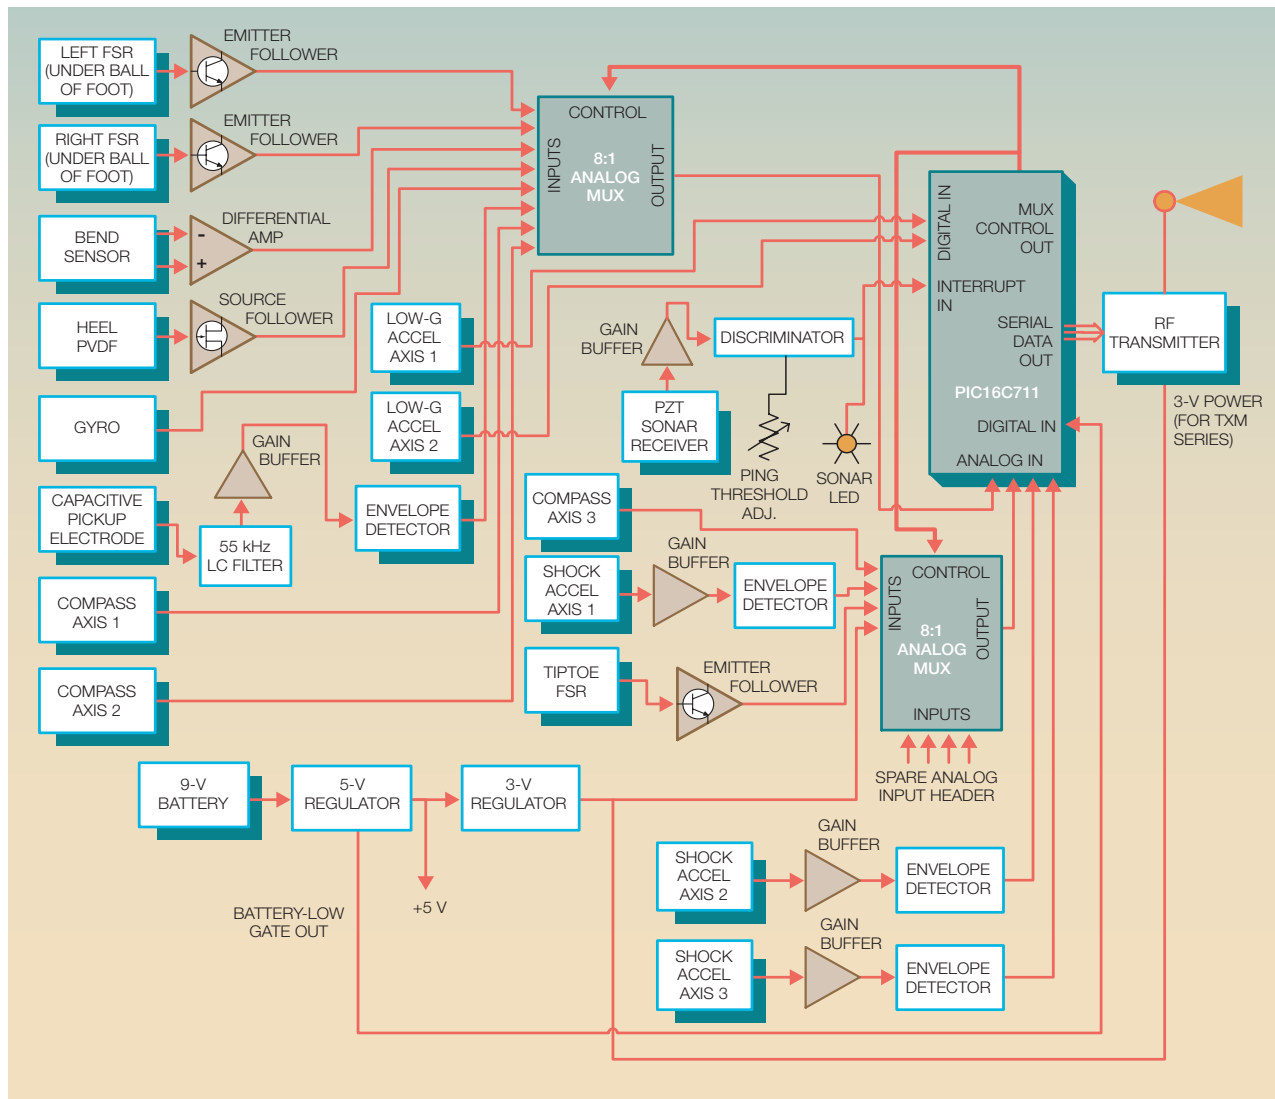 LEFT FSR
(UNDER BALL
OF FOOT)
EMITTER
FOLLOWER
RIGHT FSR
(UNDER BALL
OF FOOT)
EMITTER
FOLLOWER
BEND
SENSOR
-
+
DIFFERENTIAL
AMP
HEEL
PVDF
SOURCE
FOLLOWER
GYRO
CAPACITIVE
PICKUP
ELECTRODE
55 kHz
LC FILTER
GAIN
BUFFER
ENVELOPE
DETECTOR
COMPASS
AXIS 1
COMPASS
AXIS 2
LOW-G
ACCEL
AXIS 1
LOW-G
ACCEL
AXIS 2
CONTROL
INPUTS
8:1
ANALOG
MUX
OUTPUT
GAIN
BUFFER
DISCRIMINATOR
PZT
SONAR
RECEIVER
PING
THRESHOLD
ADJ.
SONAR
LED
DIGITAL IN
MUX
CONTROL
OUT
INTERRUPT
IN
SERIAL
DATA
OUT
PIC16C711
DIGITAL IN
ANALOG IN
RF
TRANSMITTER
3-V POWER
(FOR TXM
SERIES)
COMPASS
AXIS 3
SHOCK
ACCEL
AXIS 1
GAIN
BUFFER
ENVELOPE
DETECTOR
TIPTOE
FSR
EMITTER
FOLLOWER
CONTROL
INPUTS
8:1
ANALOG
MUX
OUTPUT
INPUTS
SPARE ANALOG
INPUT HEADER
9-V
BATTERY
5-V
REGULATOR
3-V
REGULATOR
+5 V
BATTERY-LOW
GATE OUT
SHOCK
ACCEL
AXIS 2
GAIN
BUFFER
ENVELOPE
DETECTOR
SHOCK
ACCEL
AXIS 3
GAIN
BUFFER
ENVELOPE
DETECTOR